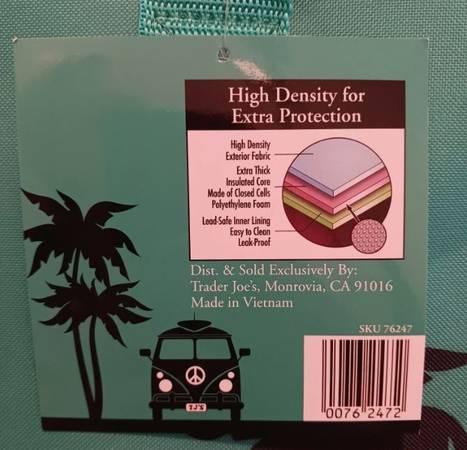 High Density for
Extra Protection
High Density
Exterior Fabric
Extra Thick
Insulated Core
Made of Closed Cells
Polyethylene Foam
Lead-Safe Inner Lining
Easy to Clean
Leak-Proof
Dist. & Sold Exclusively By:
Trader Joe's, Monrovia, CA 91016
Made in Vietnam
SKU 76247
0076 2472
TJ'S